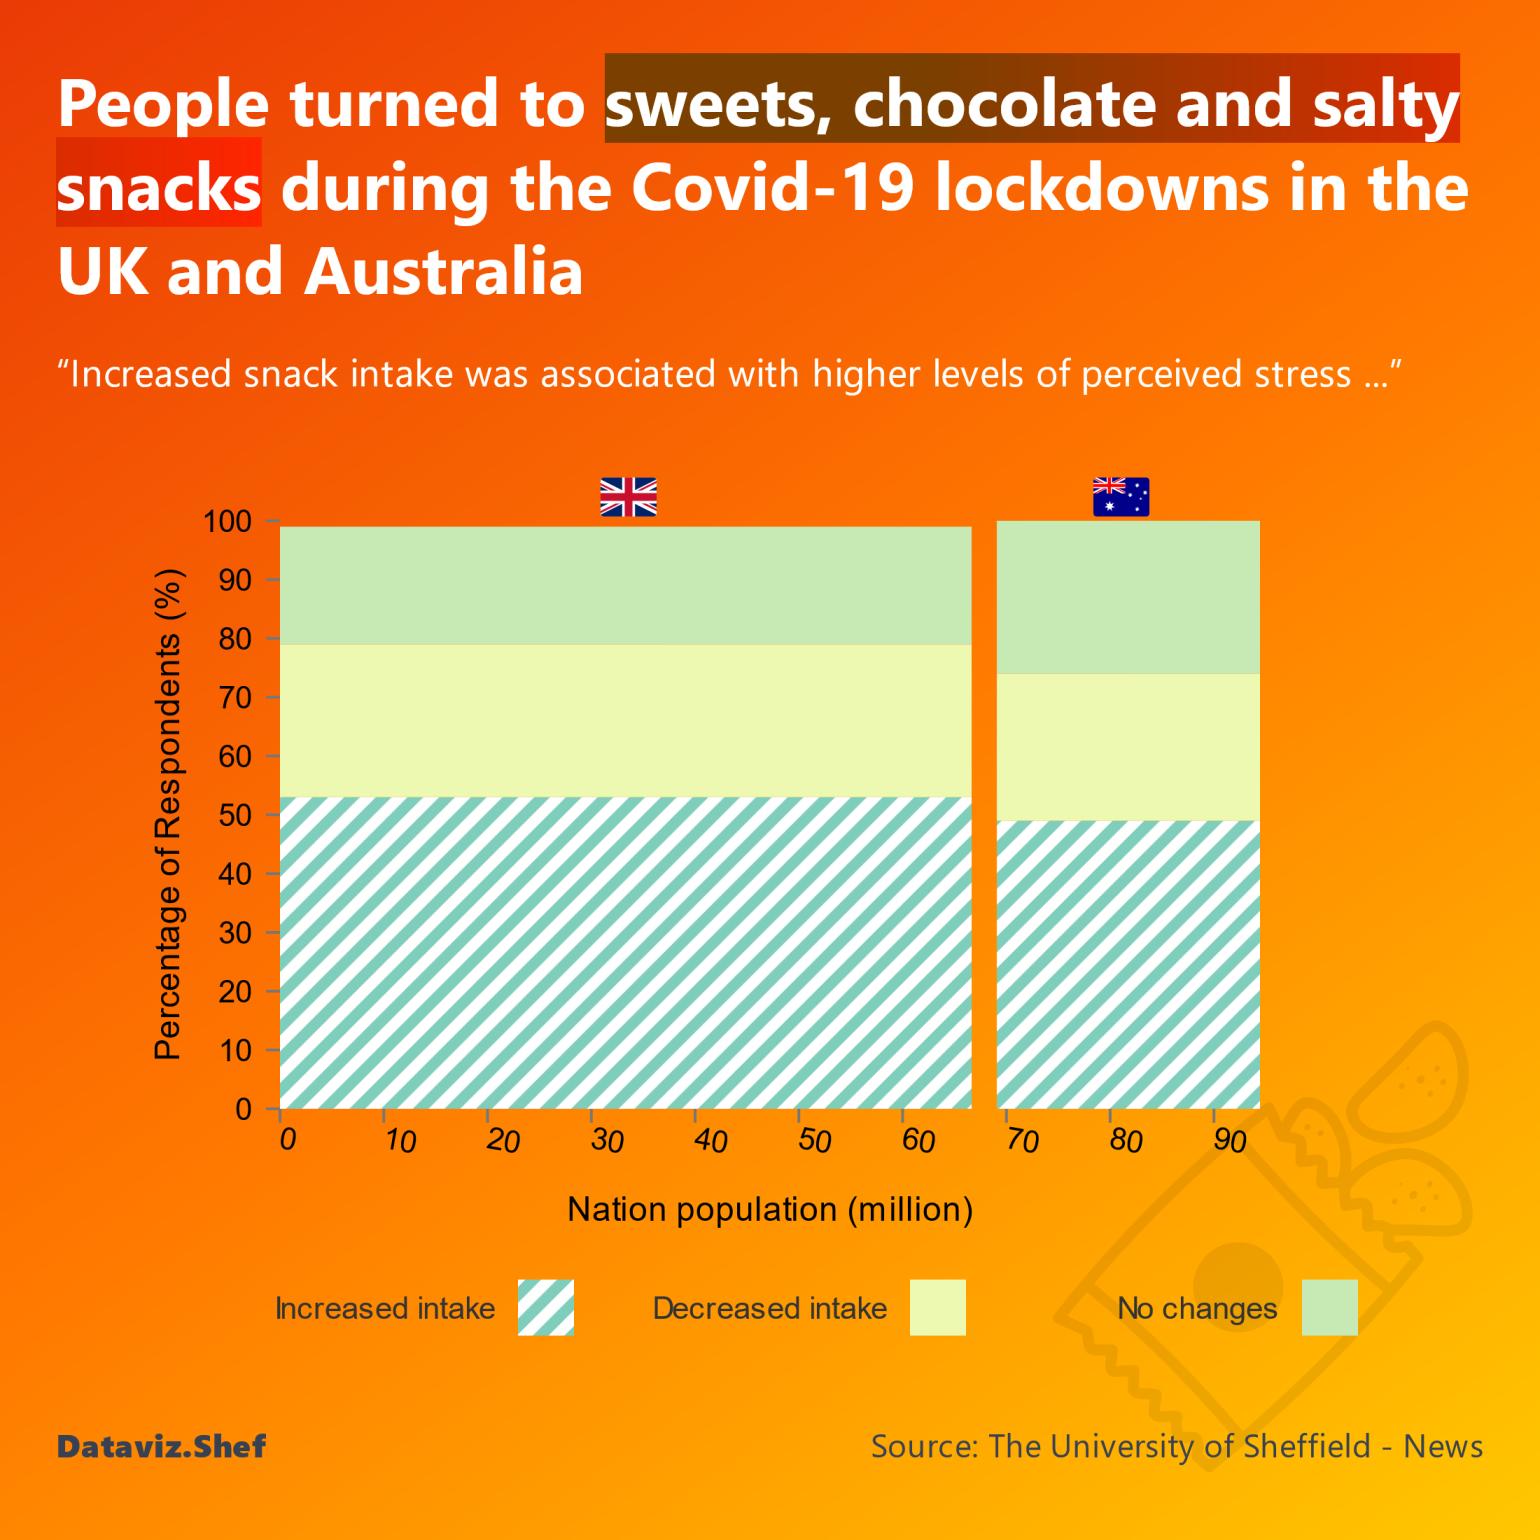 People turned to sweets, chocolate and salty
snacks during the Covid-19 lockdowns in the
UK and Australia
“Increased snack intake was associated with higher levels of perceived stress ...”
100
90
80
70
60
50
40
30
20
10
0
Percentage of Respondents (%)
0 10 20 30 40 50 60 70 80 90
Nation population (million)
Increased intake Decreased intake No changes
Dataviz.Shef Source: The University of Sheffield - News